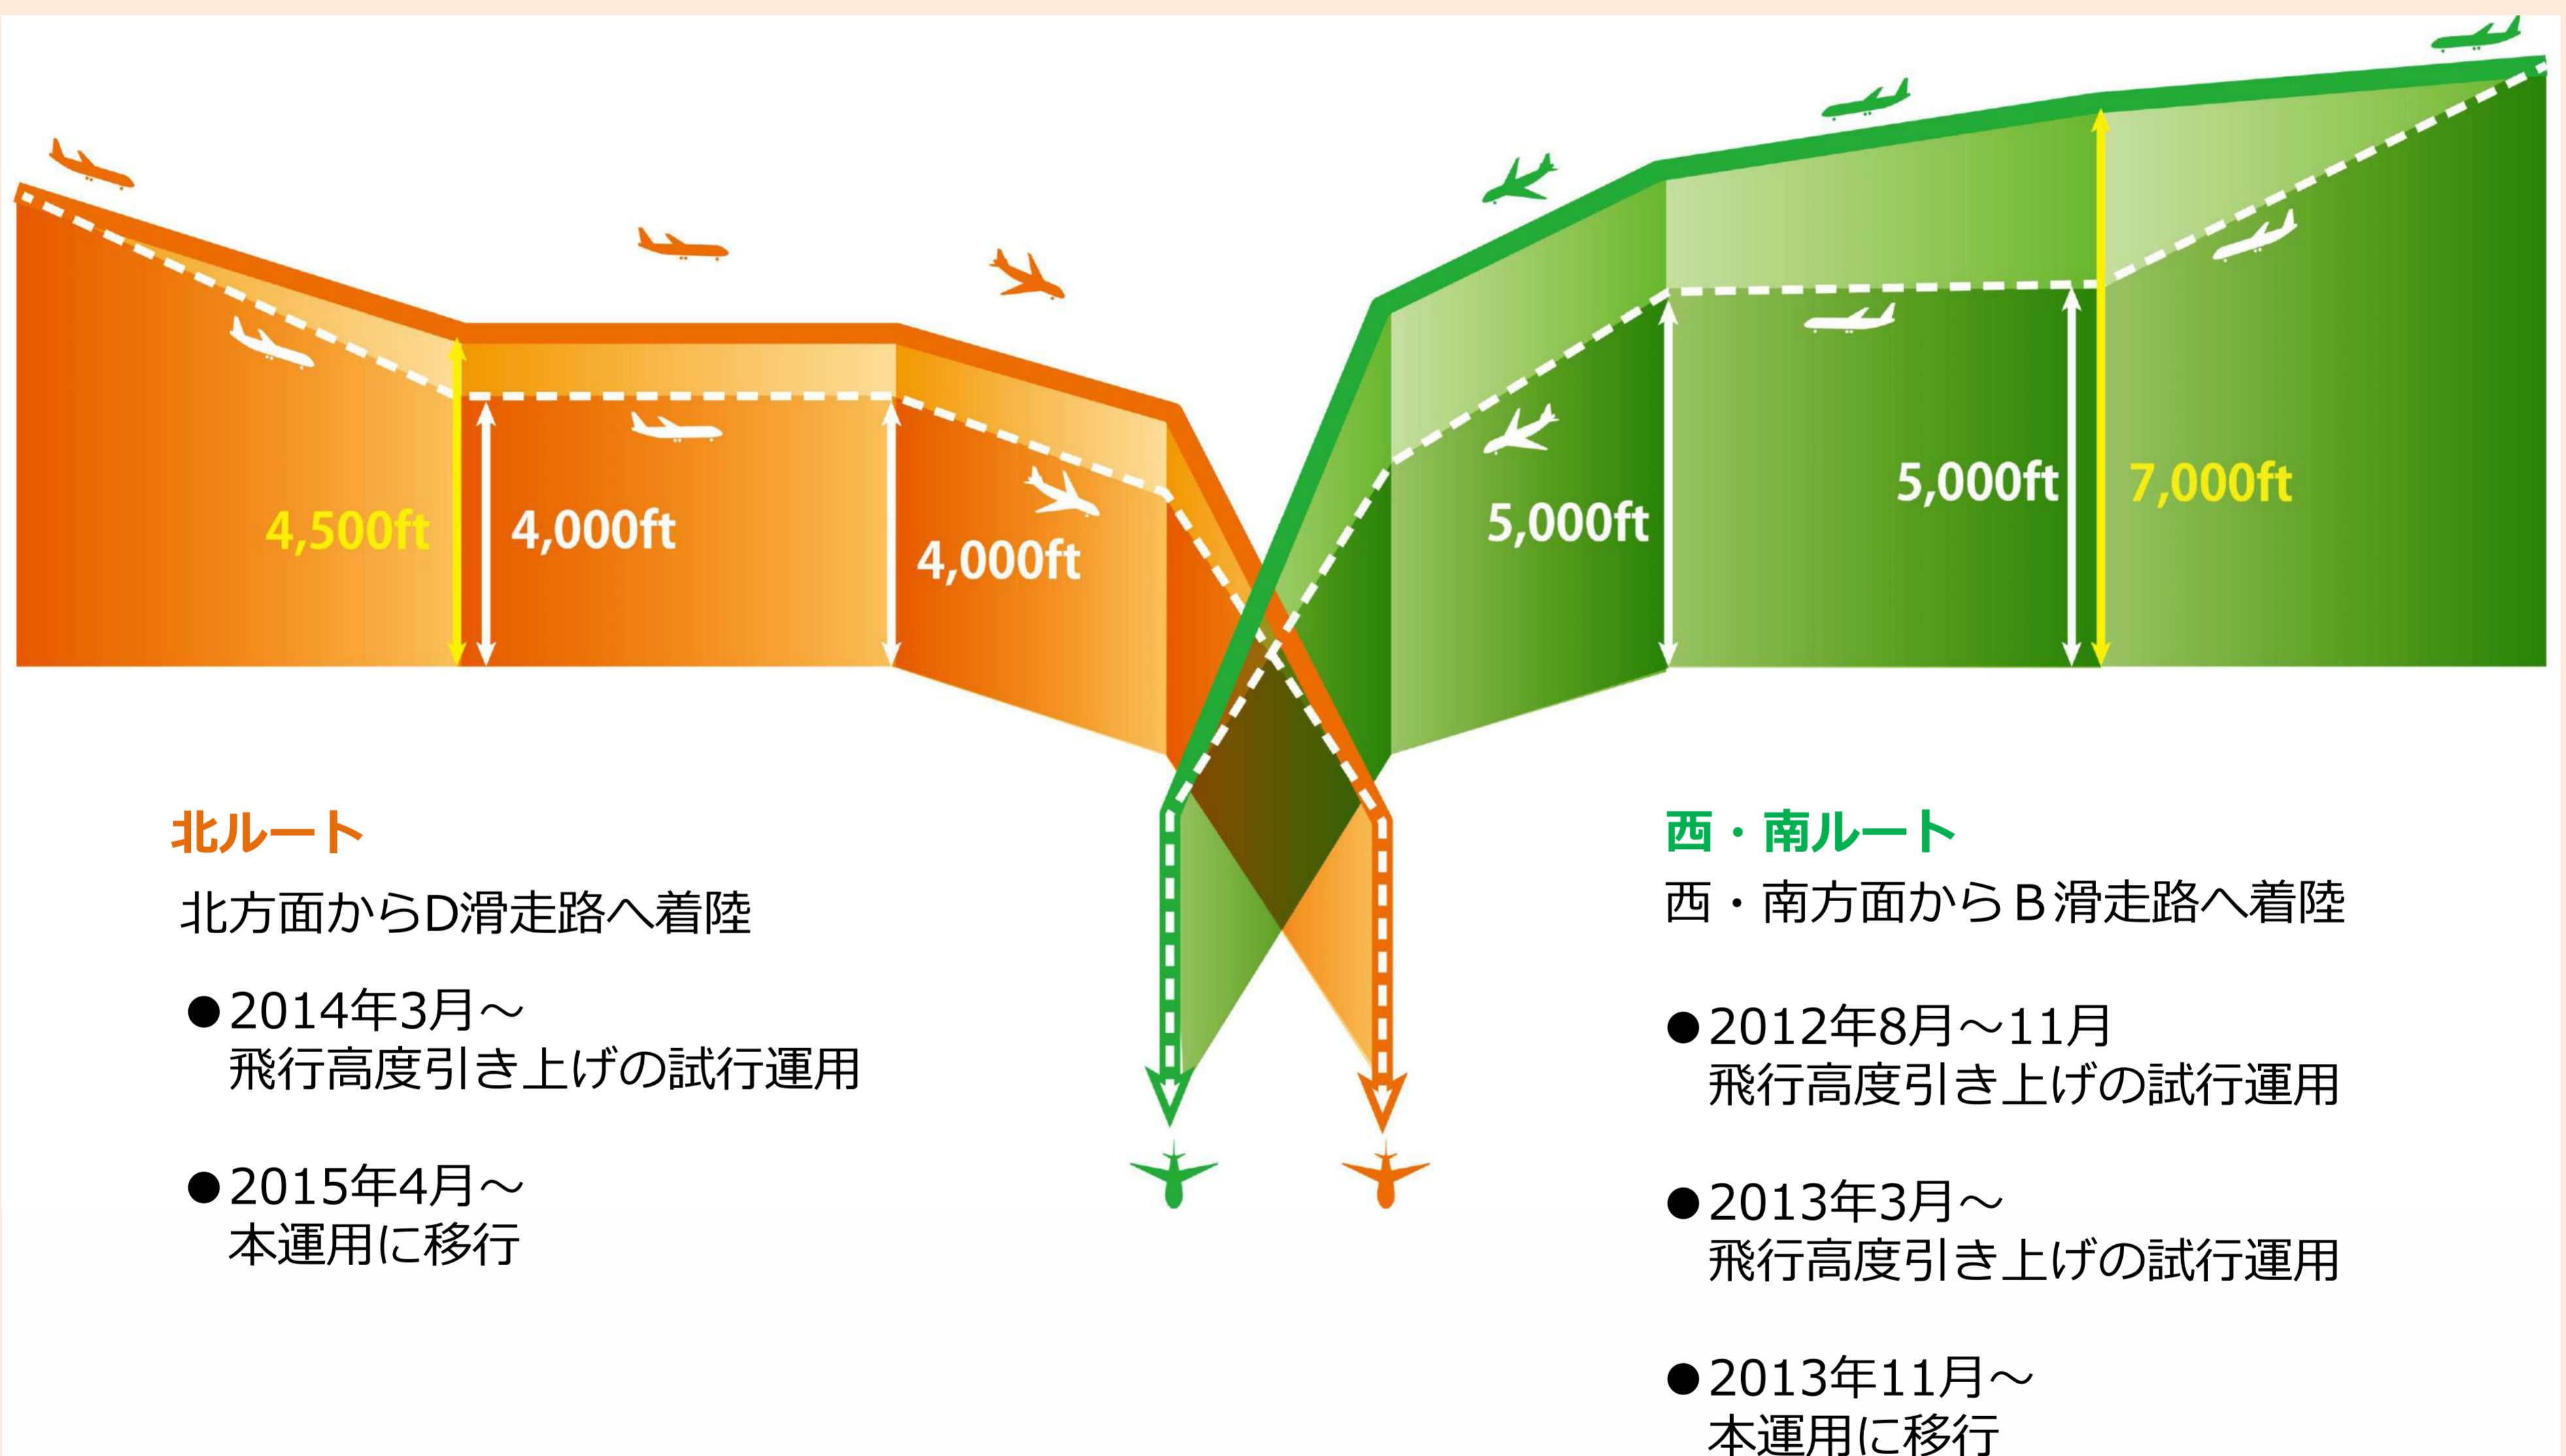 4,500ft
4,000ft
4,000ft
5,000ft
5,000ft
7,000ft
北ルート
北方面からD滑走路へ着陸
●2014年3月～
飛行高度引き上げの試行運用
●2015年4月～
本運用に移行
西・南ルート
西・南方面からB滑走路へ着陸
●2012年8月～11月
飛行高度引き上げの試行運用
●2013年3月～
飛行高度引き上げの試行運用
●2013年11月～
本運用に移行